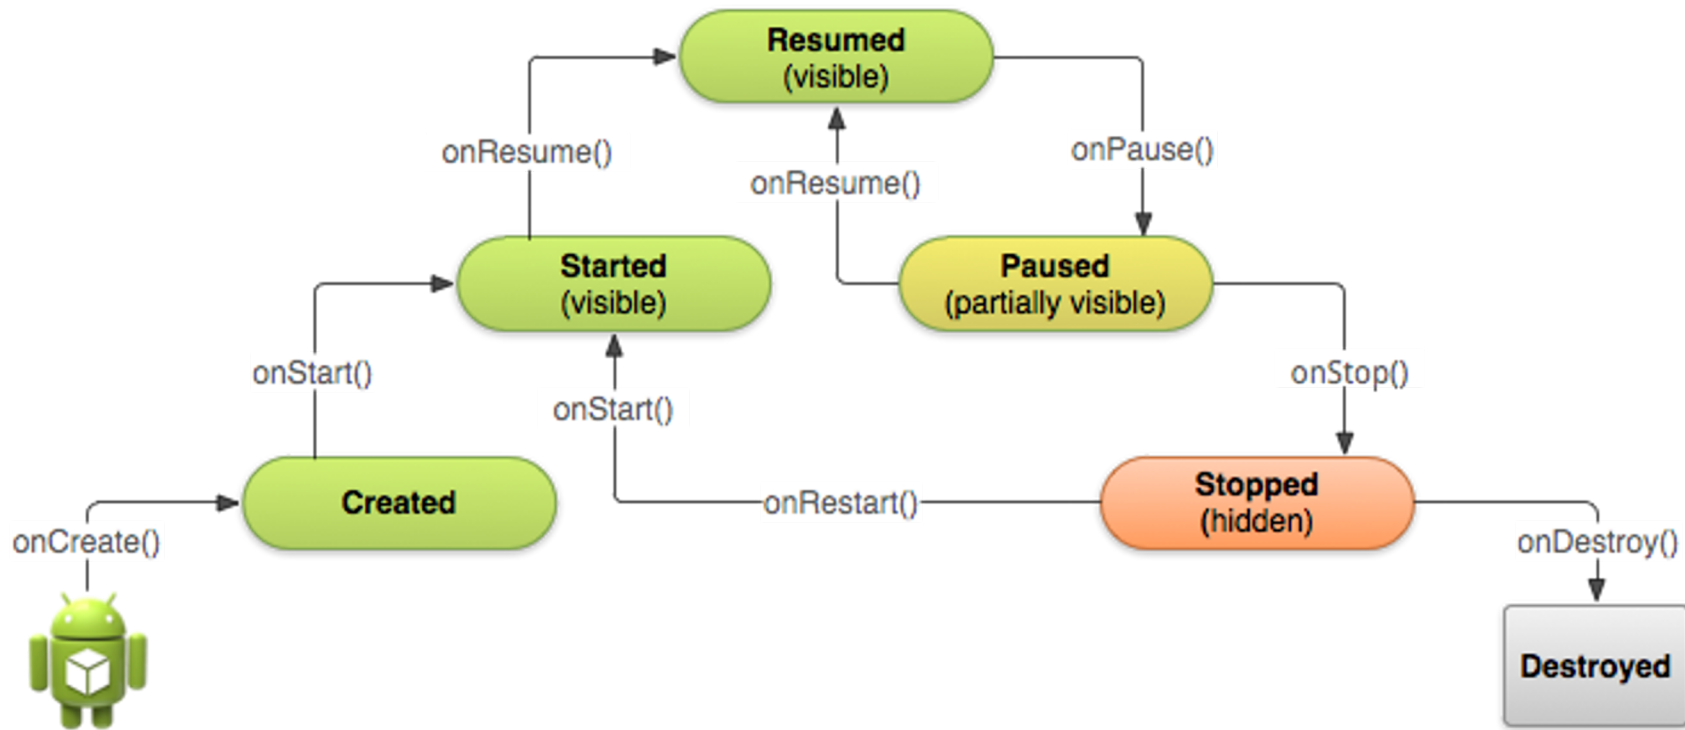 Resumed
(visible)
onResume()
onPause()
onResume()
Started
(visible)
Paused
(partially visible)
onStart()
onStop()
onStart()
Created
onRestart()
Stopped
(hidden)
onCreate()
onDestroy()
Destroyed